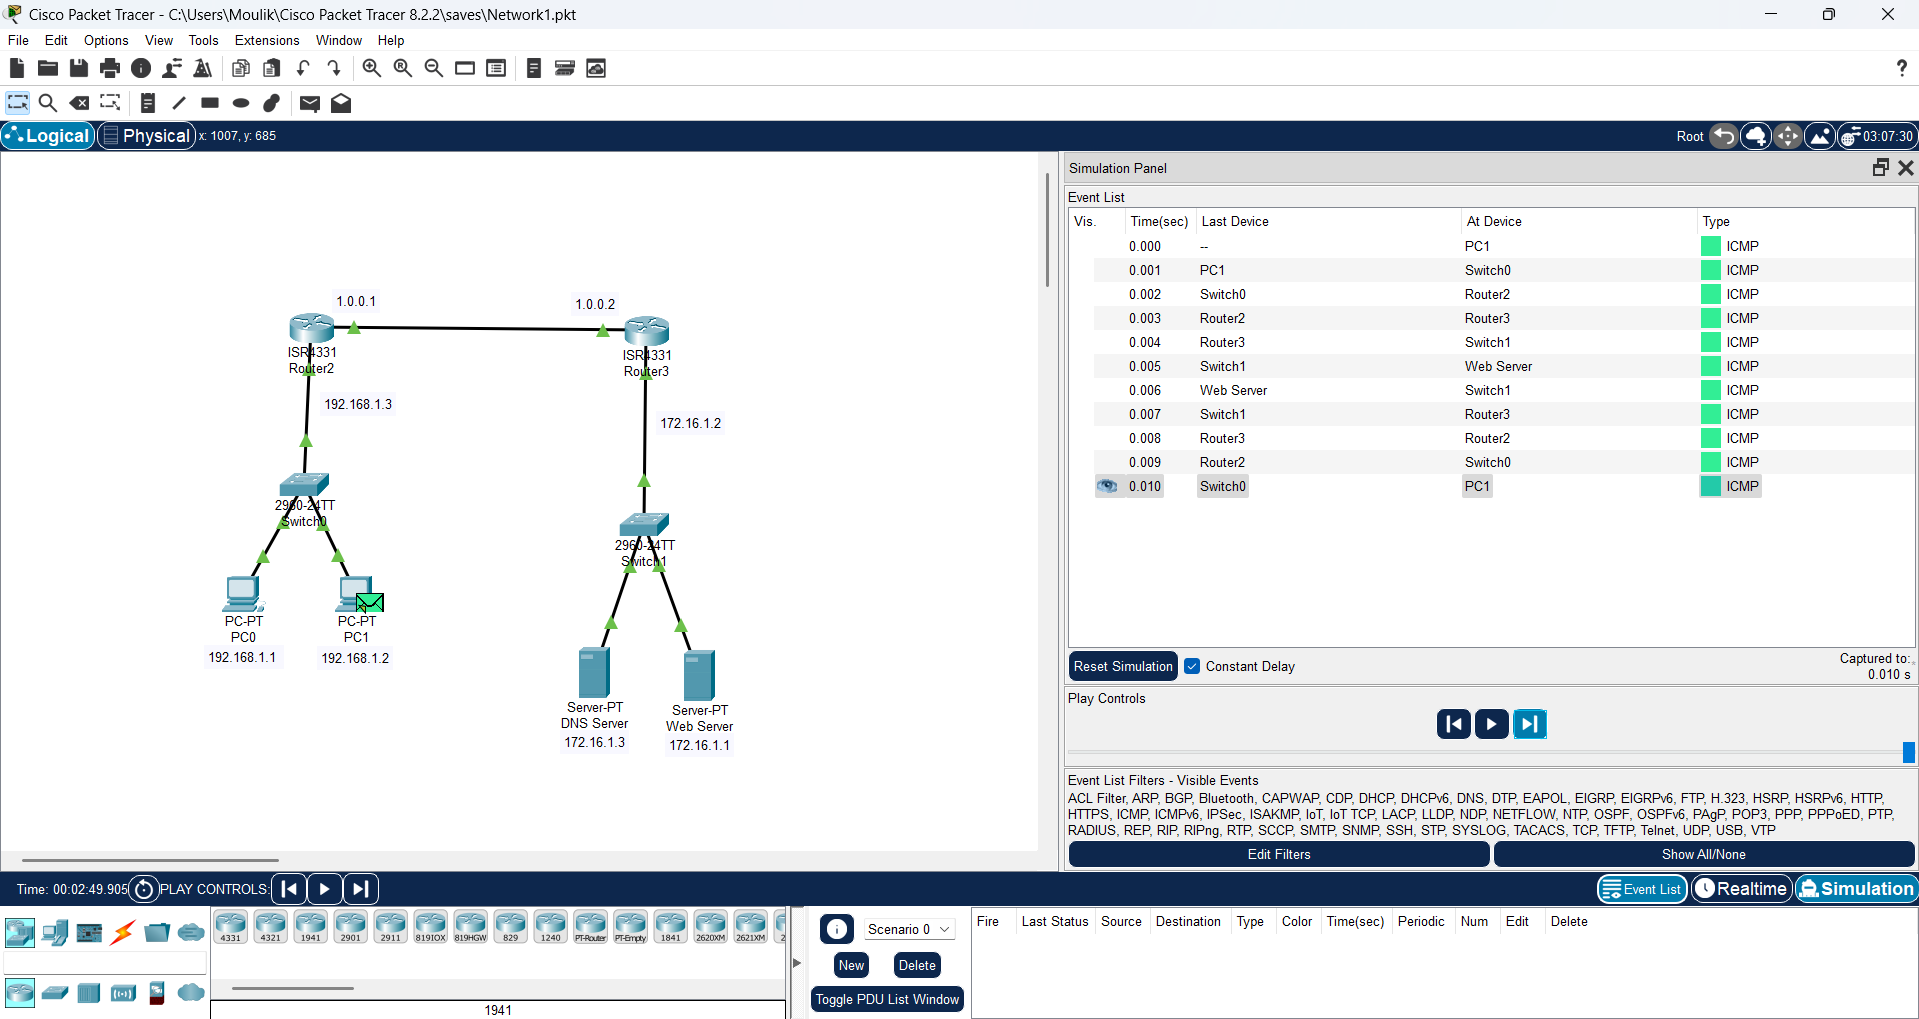 Cisco Packet Tracer - C:\Users\Moulik\Cisco Packet Tracer 8.2.2\saves\Network1.pkt
File Edit Options View Tools Extensions Window Help
?
Logical Physical x: 1007, y: 685 Root 03:07:30
Simulation Panel
Event List
Vis. Time(sec) Last Device At Device Type
0.000 -- PC1 ICMP
0.001 PC1 Switch0 ICMP
0.002 Switch0 Router2 ICMP
0.003 Router2 Router3 ICMP
0.004 Router3 Switch1 ICMP
0.005 Switch1 Web Server ICMP
0.006 Web Server Switch1 ICMP
0.007 Switch1 Router3 ICMP
0.008 Router3 Router2 ICMP
0.009 Router2 Switch0 ICMP
0.010 Switch0 PC1 ICMP
1.0.0.1
1.0.0.2
ISR4331
Router2
ISR4331
Router3
192.168.1.3
172.16.1.2
2960-24TT
Switch0
2960-24TT
Switch1
PC-PT
PC0
192.168.1.1
PC-PT
PC1
192.168.1.2
Server-PT
DNS Server
172.16.1.3
Server-PT
Web Server
172.16.1.1
Reset Simulation Constant Delay
Captured to:
0.010 s
Play Controls
Event List Filters - Visible Events
ACL Filter, ARP, BGP, Bluetooth, CAPWAP, CDP, DHCP, DHCPv6, DNS, DTP, EAPOL, EIGRP, EIGRPv6, FTP, H.323, HSRP, HSRPv6, HTTP,
HTTPS, ICMP, ICMPv6, IPSec, ISAKMP, IoT, IoT TCP, LACP, LLDP, NDP, NETFLOW, NTP, OSPF, OSPFv6, PAgP, POP3, PPP, PPPoED, PTP,
RADIUS, REP, RIP, RIPng, RTP, SCCP, SMTP, SNMP, SSH, STP, SYSLOG, TACACS, TCP, TFTP, Telnet, UDP, USB, VTP
Edit Filters Show All/None
Time: 00:02:49.905 PLAY CONTROLS: Event List Realtime Simulation
4331 4321 1941 2901 2911 819IOX 819HGW 829 1240 PT-Router PT-Empty 1841 2620XM 2621XM 2
1941
Scenario 0
New Delete
Toggle PDU List Window
Fire Last Status Source Destination Type Color Time(sec) Periodic Num Edit Delete